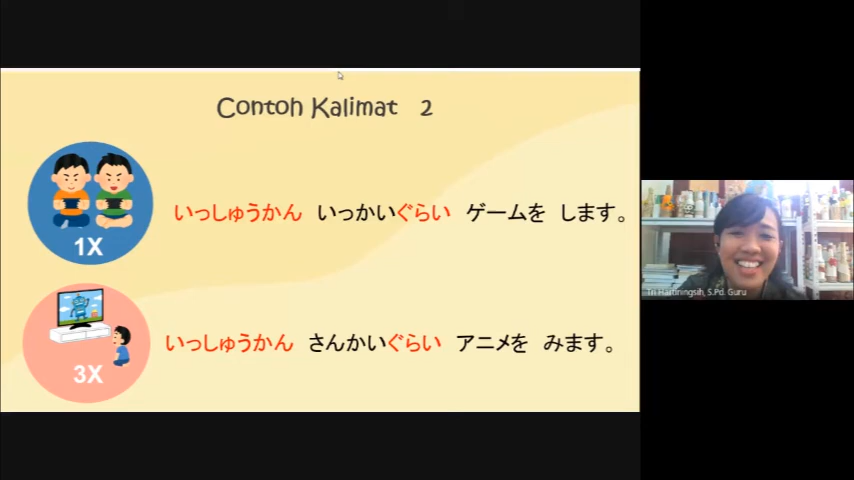 Contoh Kalimat 2
いっしゅうかん いっかいぐらい ゲームを します。
1X
いっしゅうかん さんかいぐらい アニメを みます。
3X
Tri Hartiningsih, S.Pd. Guru